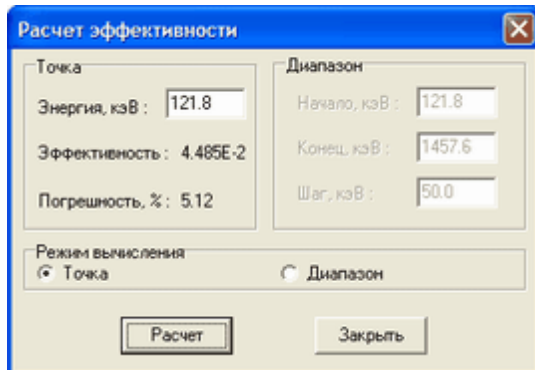 Расчет эффективности
Точка
Энергия, кэВ : 121.8
Эффективность : 4.485E-2
Погрешность, % : 5.12
Диапазон
Начало, кэВ : 121.8
Конец, кэВ : 1457.6
Шаг, кэВ : 50.0
Режим вычисления
Точка
Диапазон
Расчет
Закрыть